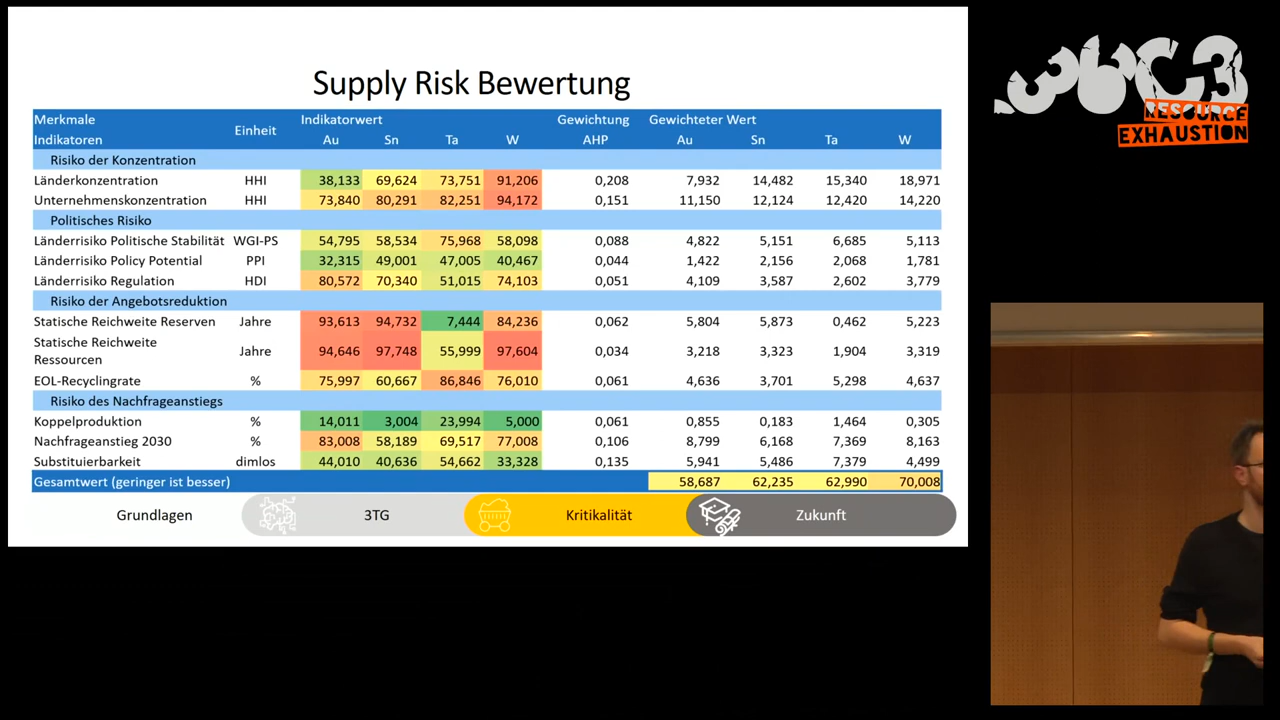 Supply Risk Bewertung
Merkmale Indikatorwert Gewichtung Gewichteter Wert
Indikatoren Einheit Au Sn Ta W AHP Au Sn Ta W
Risiko der Konzentration
Länderkonzentration HHI 38,133 69,624 73,751 91,206 0,208 7,932 14,482 15,340 18,971
Unternehmenskonzentration HHI 73,840 80,291 82,251 94,172 0,151 11,150 12,124 12,420 14,220
Politisches Risiko
Länderrisiko Politische Stabilität WGI-PS 54,795 58,534 75,968 58,098 0,088 4,822 5,151 6,685 5,113
Länderrisiko Policy Potential PPI 32,315 49,001 47,005 40,467 0,044 1,422 2,156 2,068 1,781
Länderrisiko Regulation HDI 80,572 70,340 51,015 74,103 0,051 4,109 3,587 2,602 3,779
Risiko der Angebotsreduktion
Statische Reichweite Reserven Jahre 93,613 94,732 7,444 84,236 0,062 5,804 5,873 0,462 5,223
Statische Reichweite
Ressourcen Jahre 94,646 97,748 55,999 97,604 0,034 3,218 3,323 1,904 3,319
EOL-Recyclingrate % 75,997 60,667 86,846 76,010 0,061 4,636 3,701 5,298 4,637
Risiko des Nachfrageanstiegs
Koppelproduktion % 14,011 3,004 23,994 5,000 0,061 0,855 0,183 1,464 0,305
Nachfrageanstieg 2030 % 83,008 58,189 69,517 77,008 0,106 8,799 6,168 7,369 8,163
Substituierbarkeit dimlos 44,010 40,636 54,662 33,328 0,135 5,941 5,486 7,379 4,499
Gesamtwert (geringer ist besser) 58,687 62,235 62,990 70,008
Grundlagen 3TG Kritikalität Zukunft
36C3
RESOURCE
EXHAUSTION